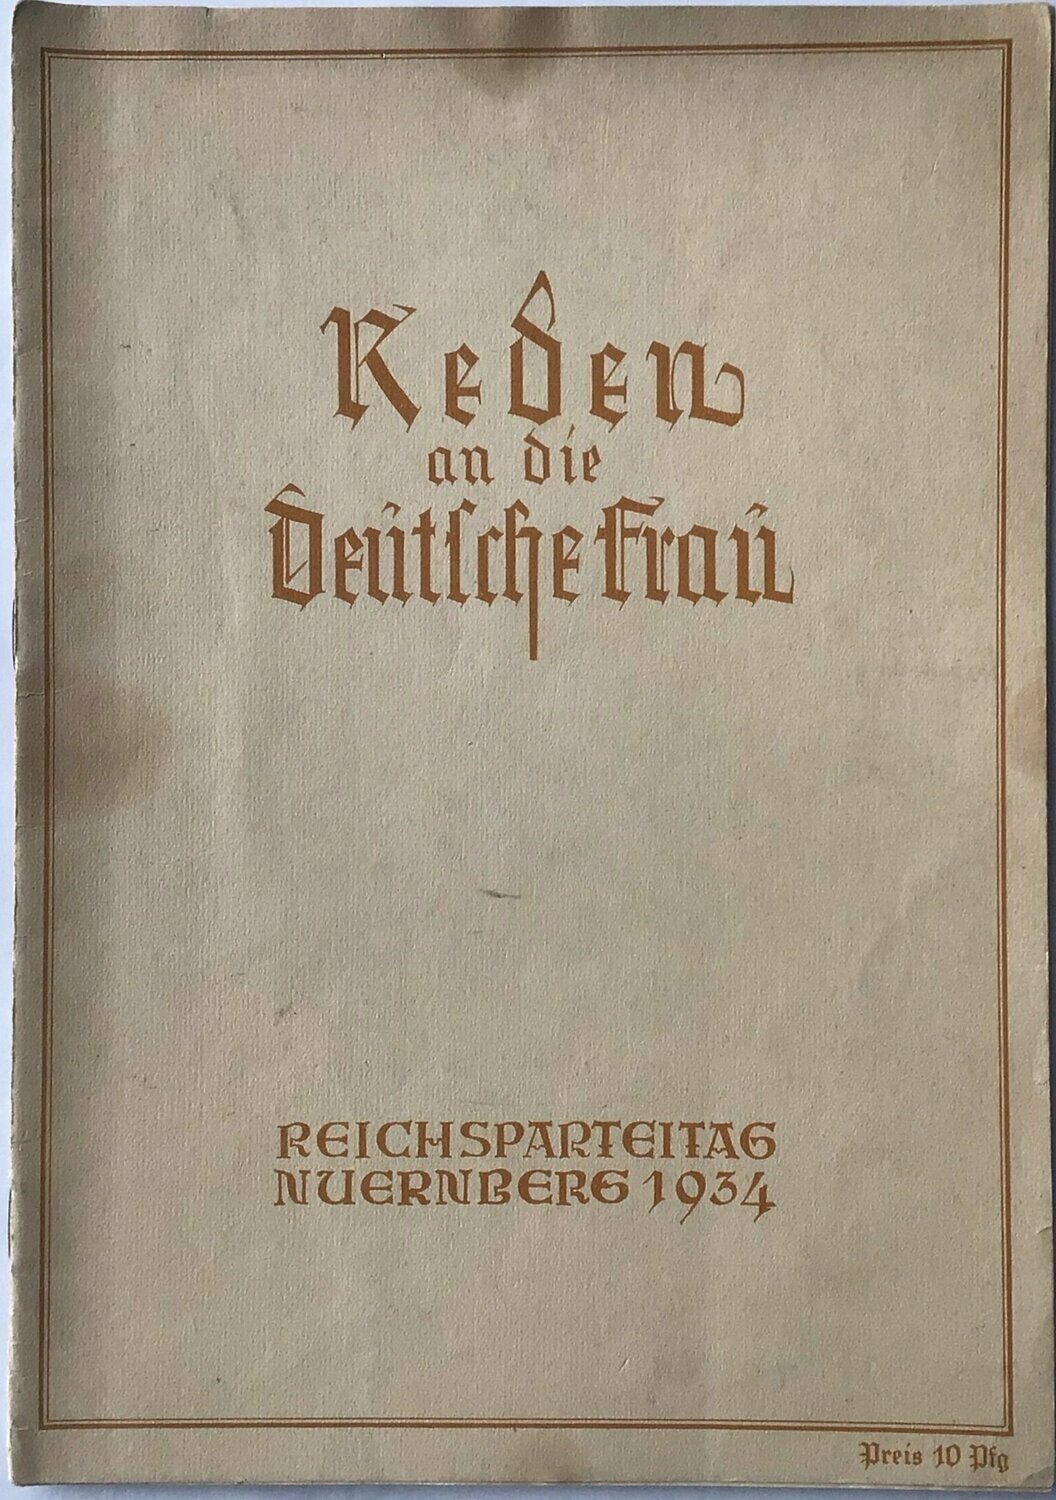 Reden
an die
Deutsche Frau
REICHSPARTEITAG
NUERNBERG 1934
Preis 10 Pfg